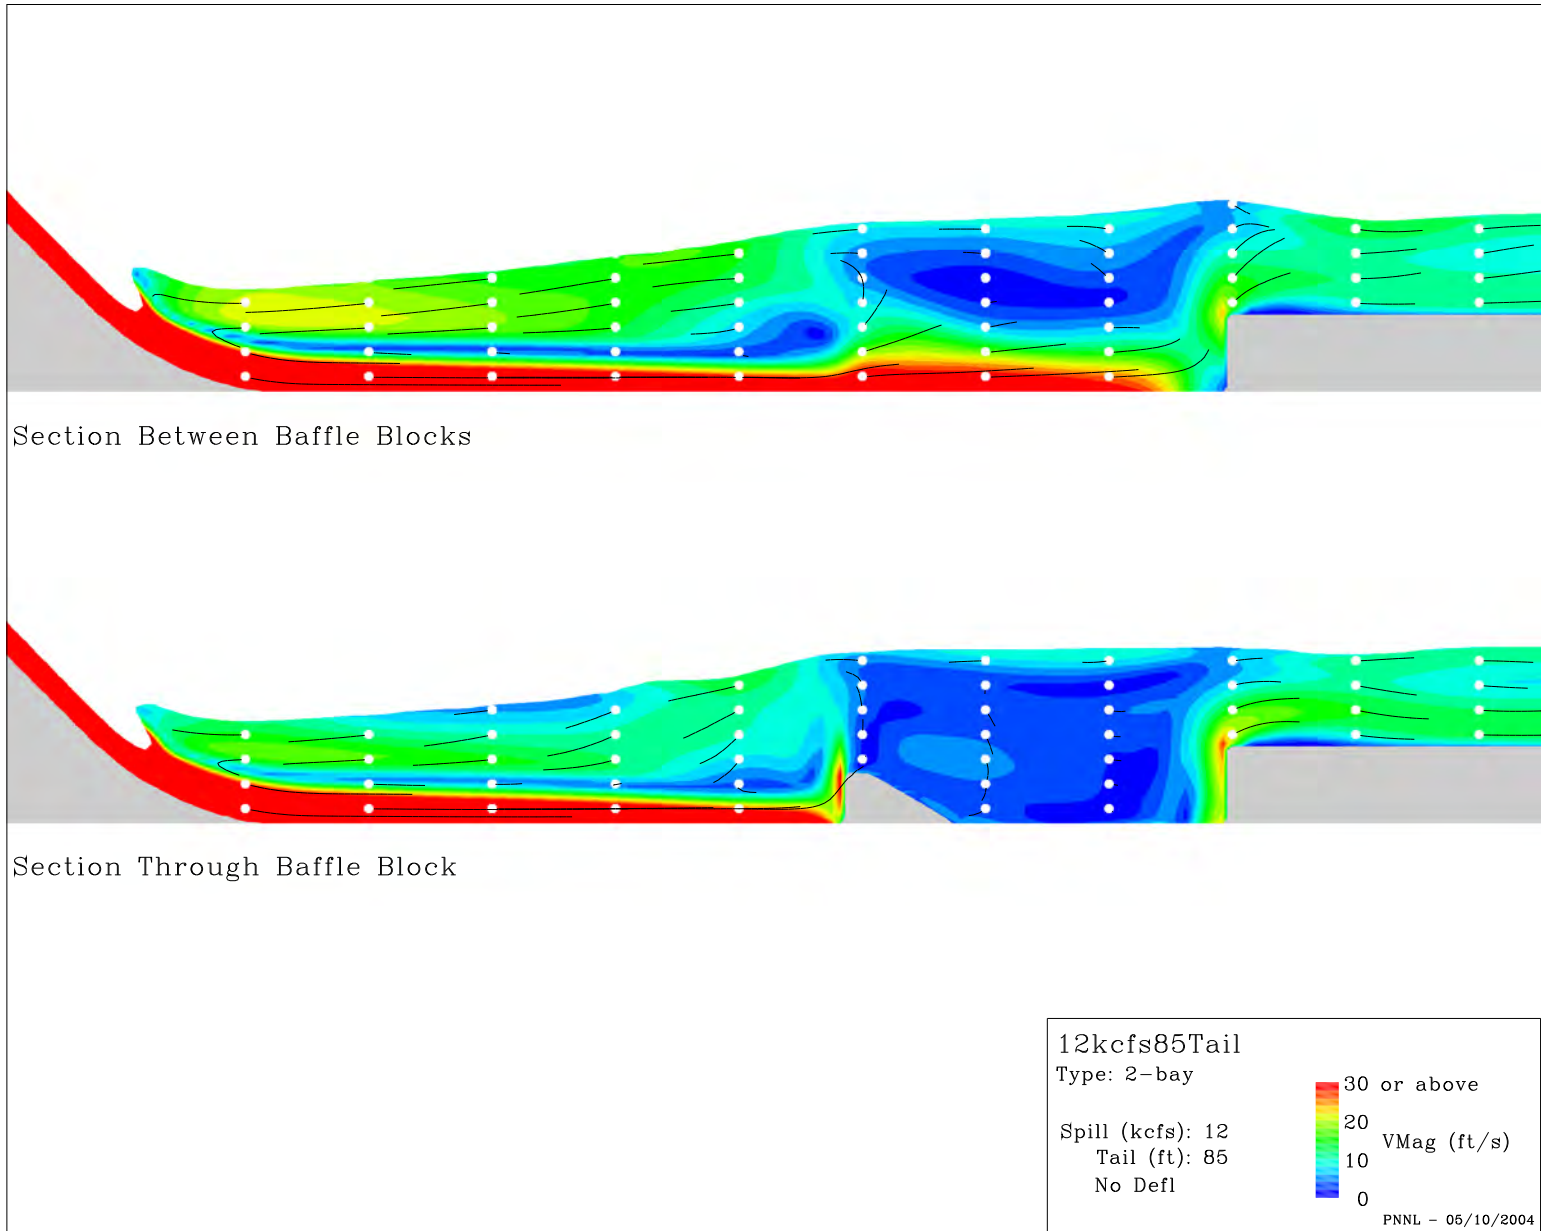 Section Between Baffle Blocks
Section Through Baffle Block
12kcfs85Tail
Type: 2-bay
30 or above
20
Spill (kcfs): 12
VMag (ft/s)
Tail (ft): 85
10
No Defl
0
PNNL - 05/10/2004